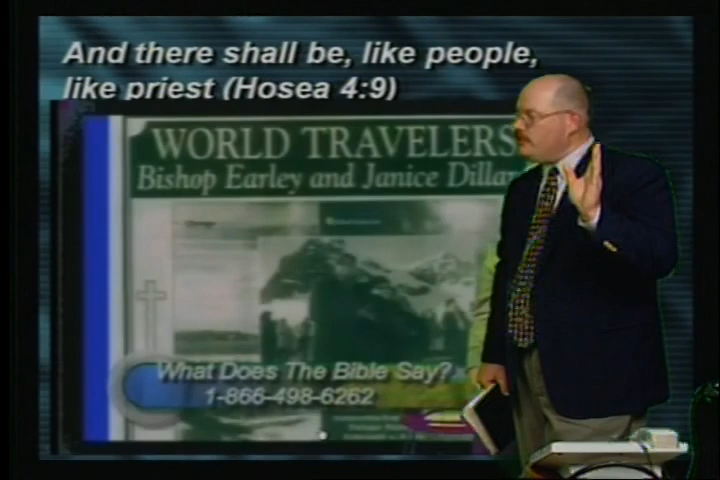 And there shall be, like people,
like priest (Hosea 4:9)
WORLD TRAVELERS
Bishop Earley and Janice Dillar
What Does The Bible Say?
1-866-498-6262